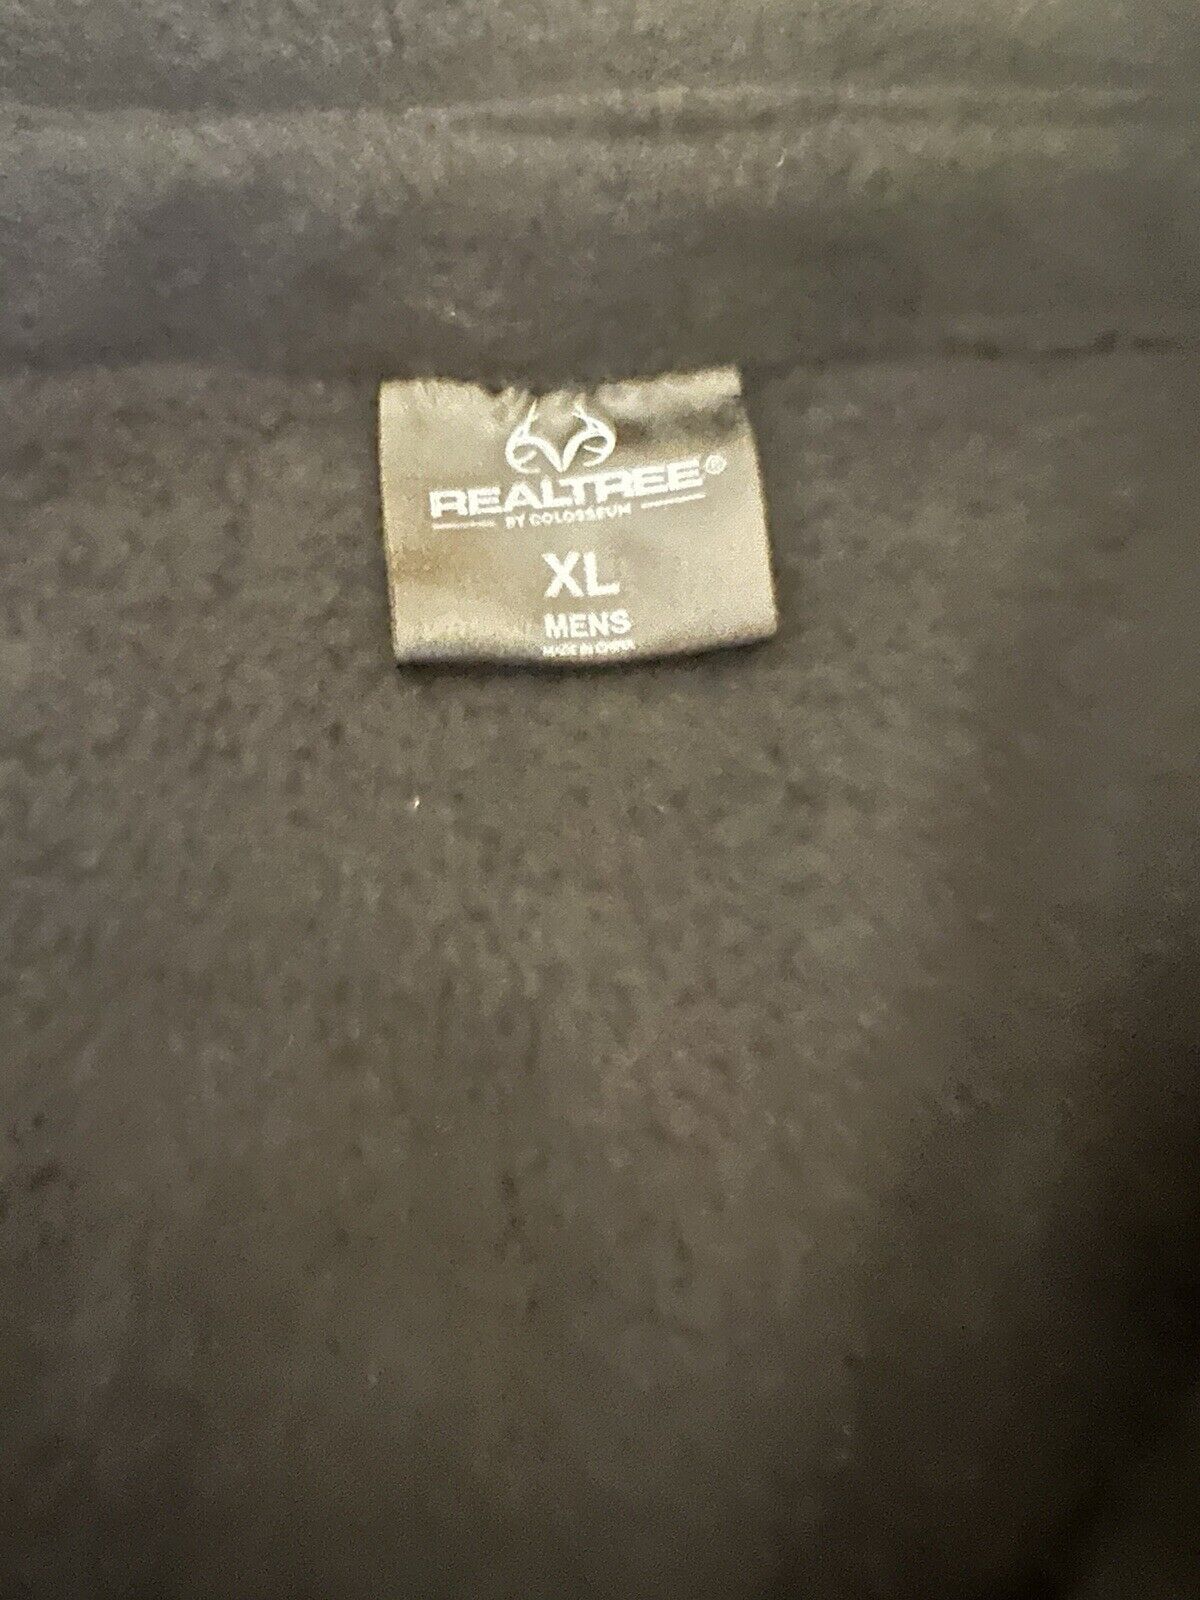 REALTREE®
BY COLOSSEUM
XL
MENS
MADE IN CHINA